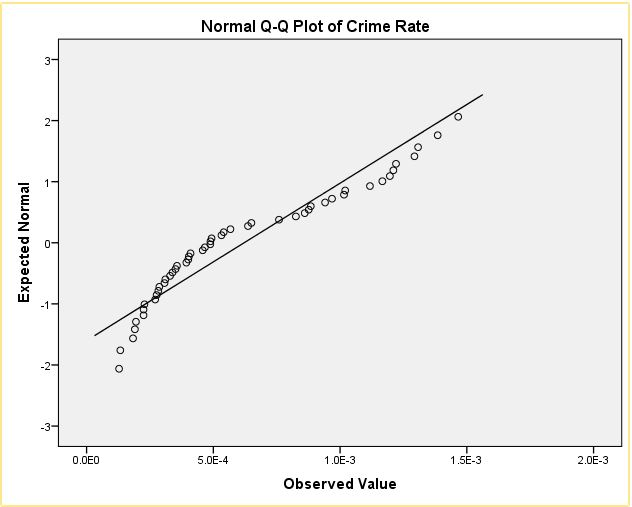 Normal Q-Q Plot of Crime Rate
3
2
1
0
-1
-2
-3
Expected Normal
0.0E0
5.0E-4
1.0E-3
1.5E-3
2.0E-3
Observed Value